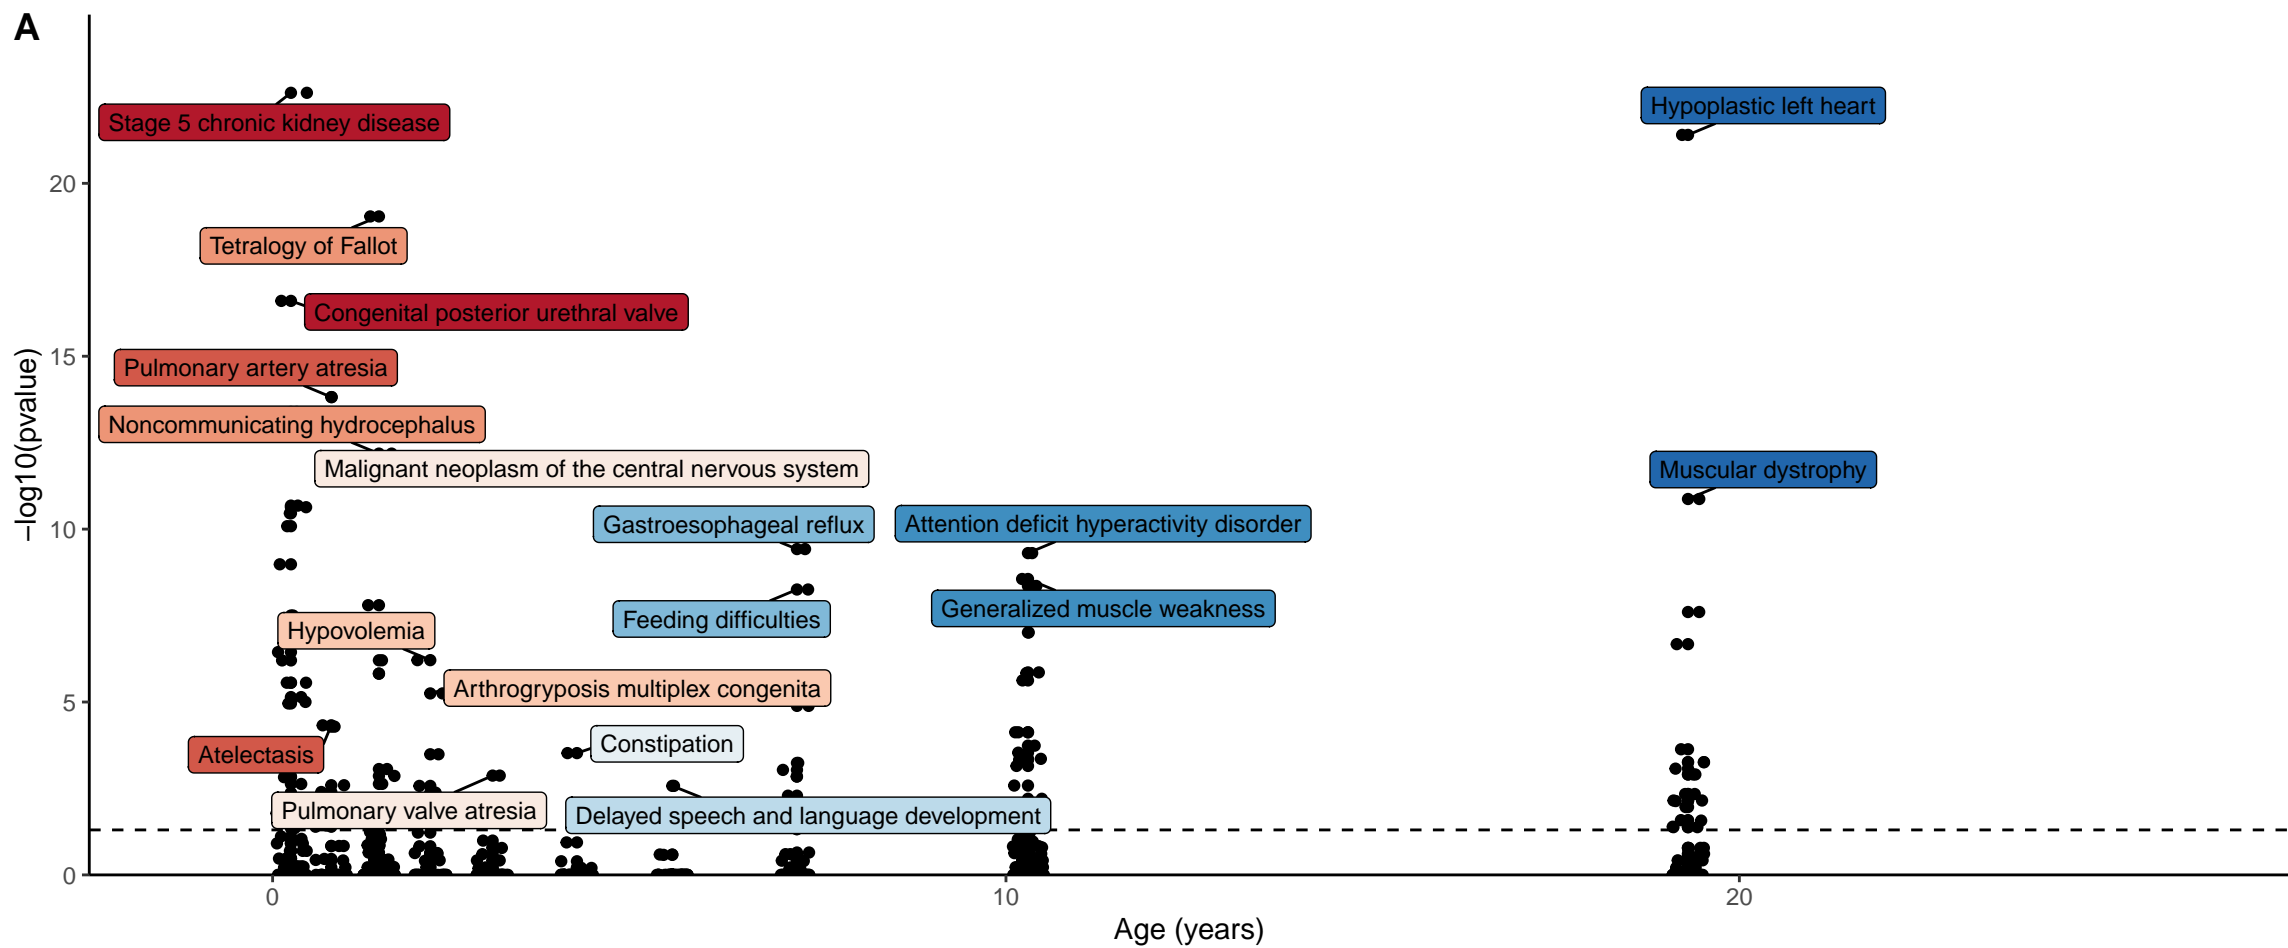 A
Stage 5 chronic kidney disease
Hypoplastic left heart
20
Tetralogy of Fallot
Congenital posterior urethral valve
15
Pulmonary artery atresia
Noncommunicating hydrocephalus
Malignant neoplasm of the central nervous system
Muscular dystrophy
−log10(pvalue)
10
Gastroesophageal reflux
Attention deficit hyperactivity disorder
Feeding difficulties
Generalized muscle weakness
Hypovolemia
5
Arthrogryposis multiplex congenita
Atelectasis
Constipation
Pulmonary valve atresia
Delayed speech and language development
0
0
10
20
Age (years)